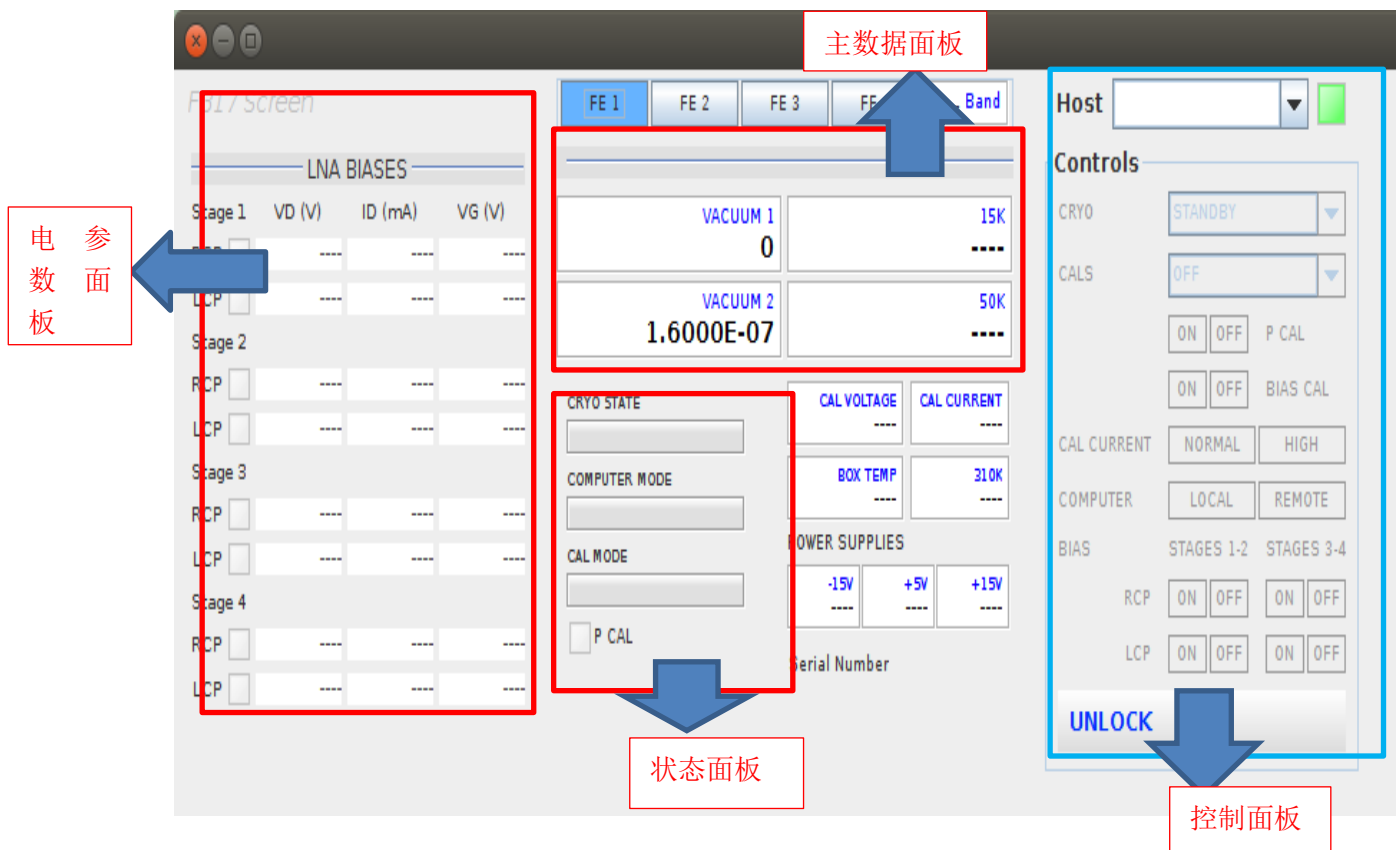 主数据面板
F317 Screen
FE 1 FE 2 FE 3 FE L Band
Host
LNA BIASES
Stage 1 VD (V) ID (mA) VG (V)
RCP ---- ---- ----
LCP ---- ---- ----
Stage 2
RCP ---- ---- ----
LCP ---- ---- ----
Stage 3
RCP ---- ---- ----
LCP ---- ---- ----
Stage 4
RCP ---- ---- ----
LCP ---- ---- ----
电 参
数 面
板
VACUUM 1
0
15K
----
VACUUM 2
1.6000E-07
50K
----
CRYO STATE
COMPUTER MODE
CAL MODE
P CAL
CAL VOLTAGE
----
CAL CURRENT
----
BOX TEMP
----
310K
----
POWER SUPPLIES
-15V +5V +15V
---- ---- ----
Serial Number
状态面板
Controls
CRYO STANDBY
CALS OFF
ON OFF P CAL
ON OFF BIAS CAL
CAL CURRENT NORMAL HIGH
COMPUTER LOCAL REMOTE
BIAS STAGES 1-2 STAGES 3-4
RCP ON OFF ON OFF
LCP ON OFF ON OFF
UNLOCK
控制面板